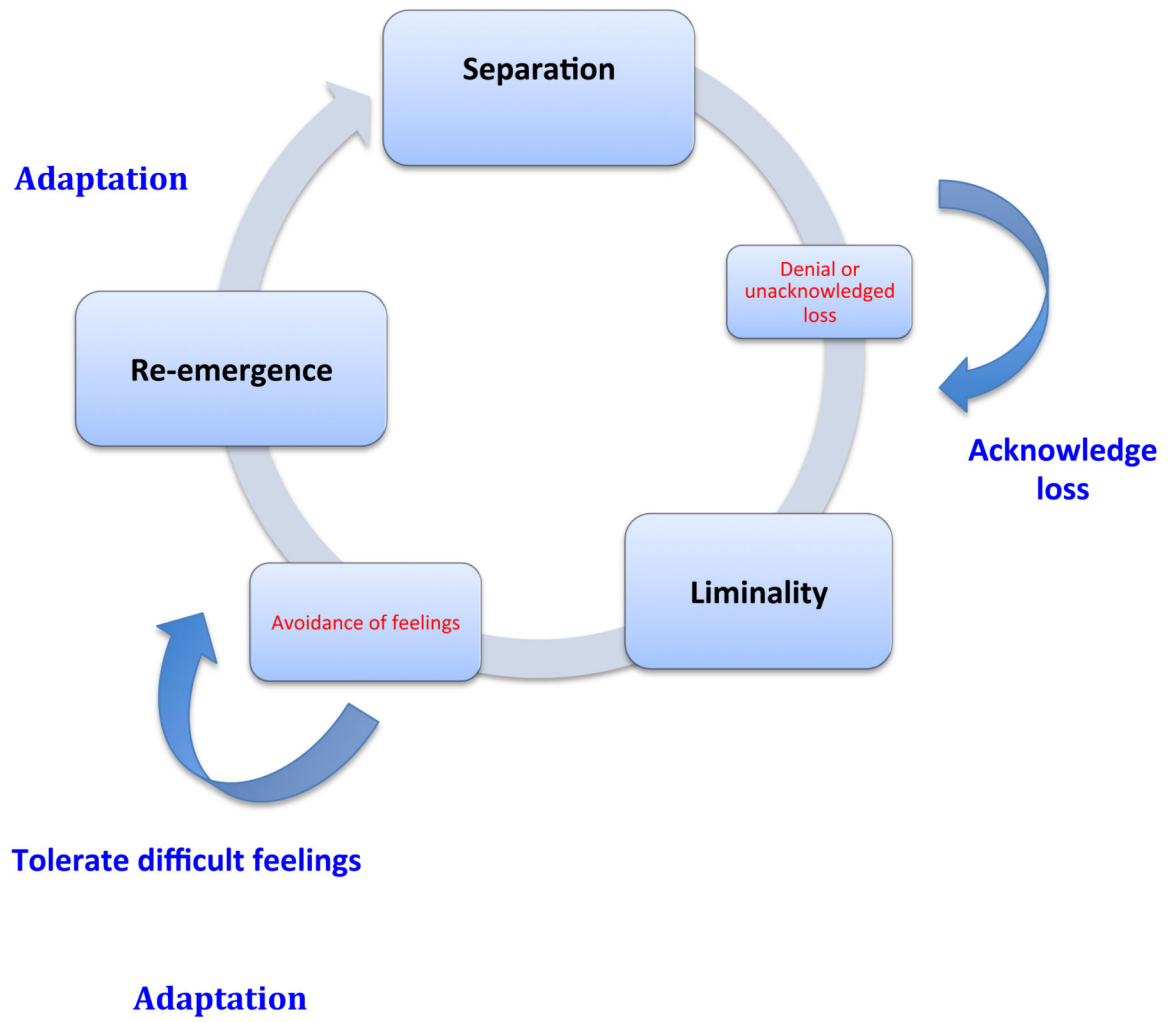 Separation
Adaptation
Denial or
unacknowledged
loss
Re-emergence
Acknowledge
loss
Liminality
Avoidance of feelings
Tolerate difficult feelings
Adaptation